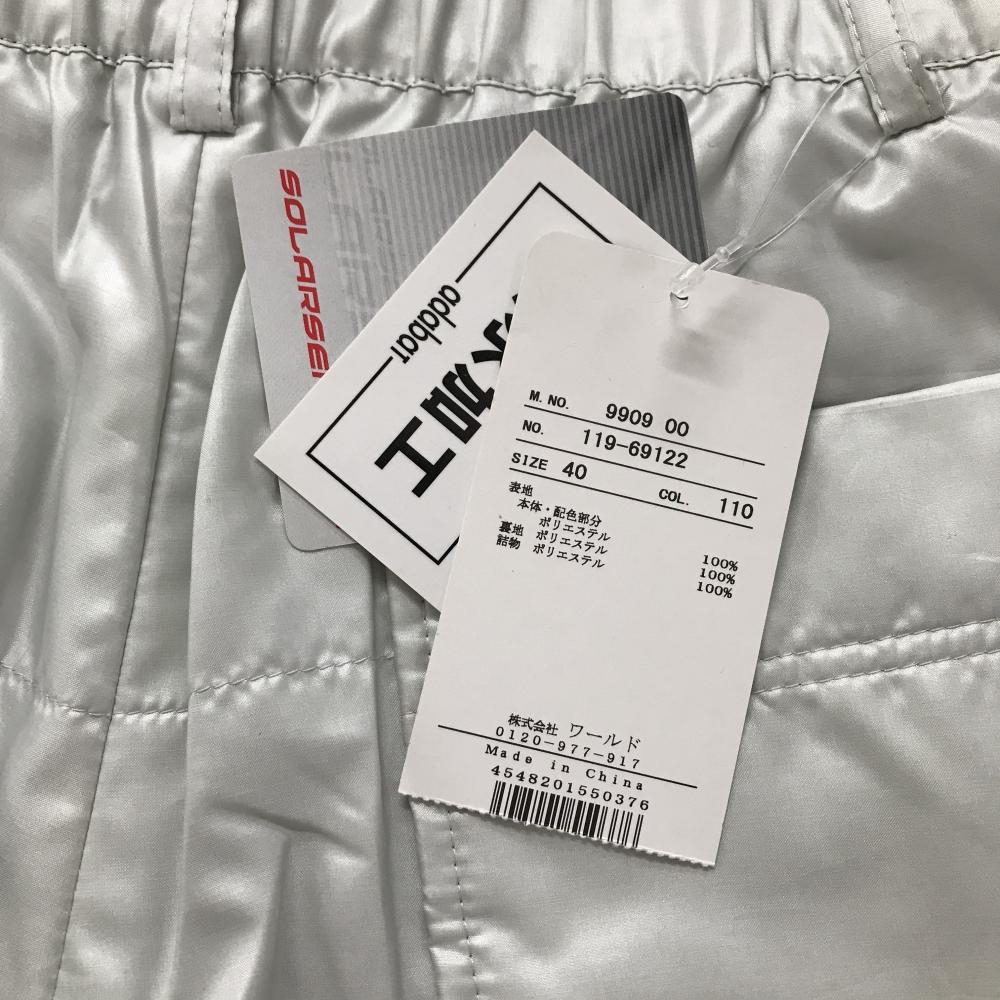 SOLARSE
adabar
加工
M. NO. 9909 00
NO. 119-69122
SIZE 40 COL. 110
表地
本体・配色部分
ポリエステル 100%
裏地 ポリエステル 100%
詰物 ポリエステル 100%
株式会社 ワールド
0120-977-917
Made in China
4548201550376